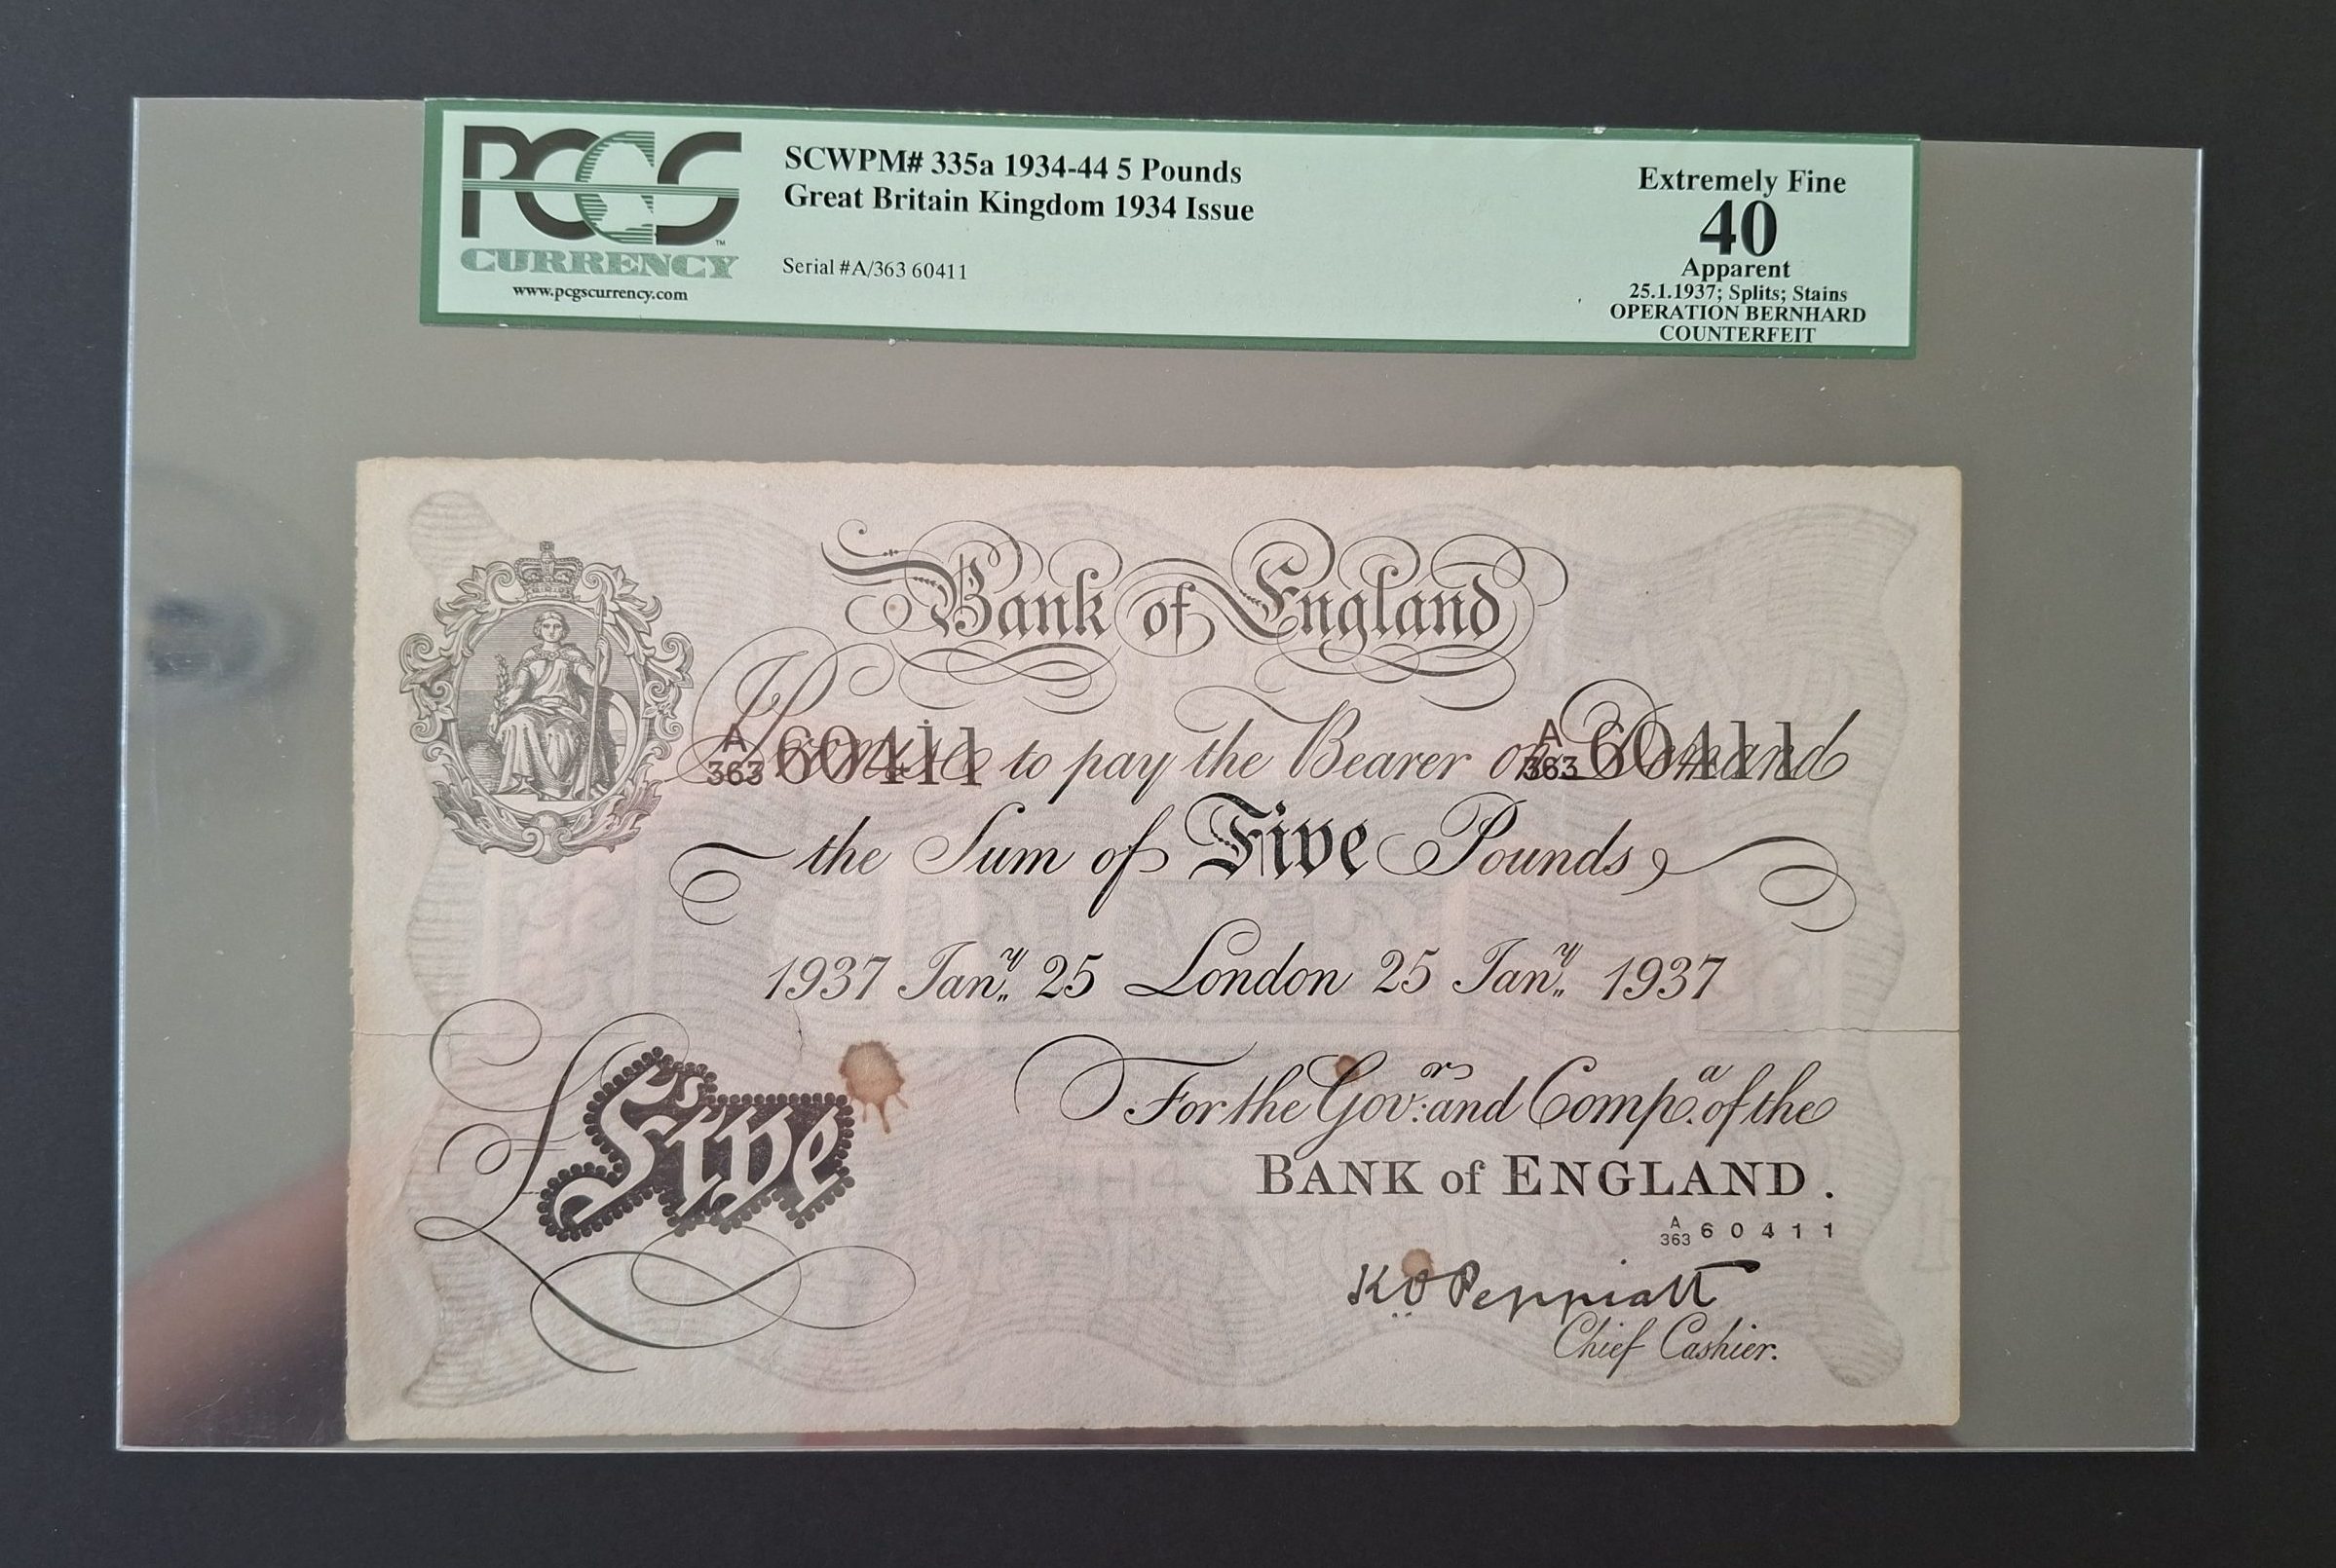 PCGS
™
CURRENCY
www.pcgscurrency.com
SCWPM# 335a 1934-44 5 Pounds
Great Britain Kingdom 1934 Issue
Serial #A/363 60411
Extremely Fine
40
Apparent
25.1.1937; Splits; Stains
OPERATION BERNHARD
COUNTERFEIT
Bank of England
I Promise to pay the Bearer on Demand
A/363 60411 A/363 60411
the Sum of Five Pounds
1937 Jany. 25 London 25 Jany. 1937
For the Govr: and Compa. of the
BANK of ENGLAND.
A/363 60411
£Five
K O Peppiatt
Chief Cashier.